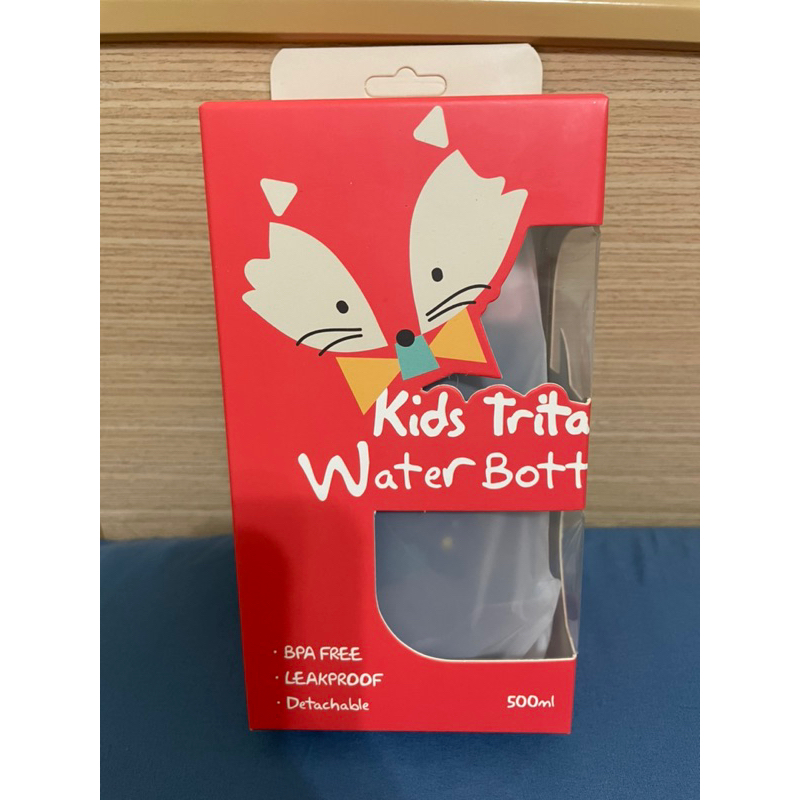 Kids Trita
Water Bott
· BPA FREE
· LEAKPROOF
· Detachable
500ml